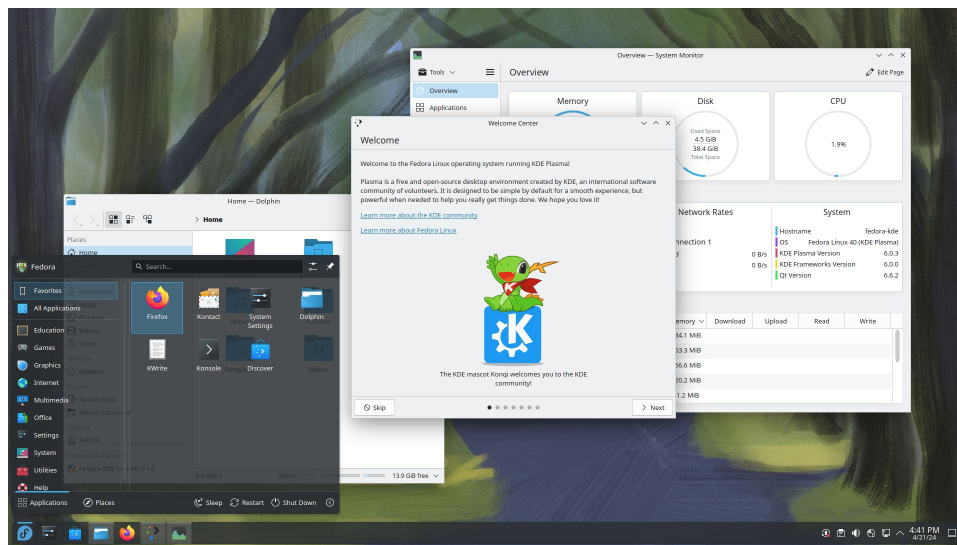 Overview — System Monitor
Tools
Overview
Edit Page
Overview
Applications
Memory
Disk
CPU
Used Space
4.5 GiB
38.4 GiB
Total Space
1.9%
Network Rates
System
0 B/s
0 B/s
Hostname
fedora-kde
OS
Fedora Linux 40 (KDE Plasma)
KDE Plasma Version
6.0.3
KDE Frameworks Version
6.0.0
Qt Version
6.6.2
Download
Upload
Read
Write
Welcome Center
Welcome
Welcome to the Fedora Linux operating system running KDE Plasma!
Plasma is a free and open-source desktop environment created by KDE, an international software
community of volunteers. It is designed to be simple by default for a smooth experience, but
powerful when needed to help you really get things done. We hope you love it!
Learn more about the KDE community
Learn more about Fedora Linux
The KDE mascot Konqi welcomes you to the KDE
community!
Skip
Next
Home — Dolphin
Home
Places
Home
13.9 GiB free
Fedora
Search...
Favorites
All Applications
Education
Games
Graphics
Internet
Multimedia
Office
Settings
System
Utilities
Help
Firefox
Kontact
System
Settings
Dolphin
KWrite
Konsole
Discover
Applications
Places
Sleep
Restart
Shut Down
4:41 PM
4/21/24